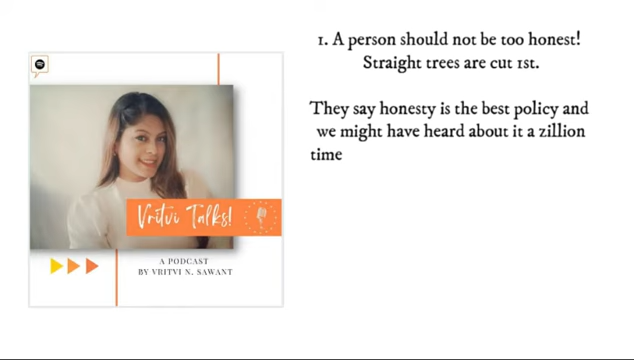 Vritvi Talks!
A PODCAST
BY VRITVI N. SAWANT
1. A person should not be too honest!
Straight trees are cut 1st.
They say honesty is the best policy and
we might have heard about it a zillion
time